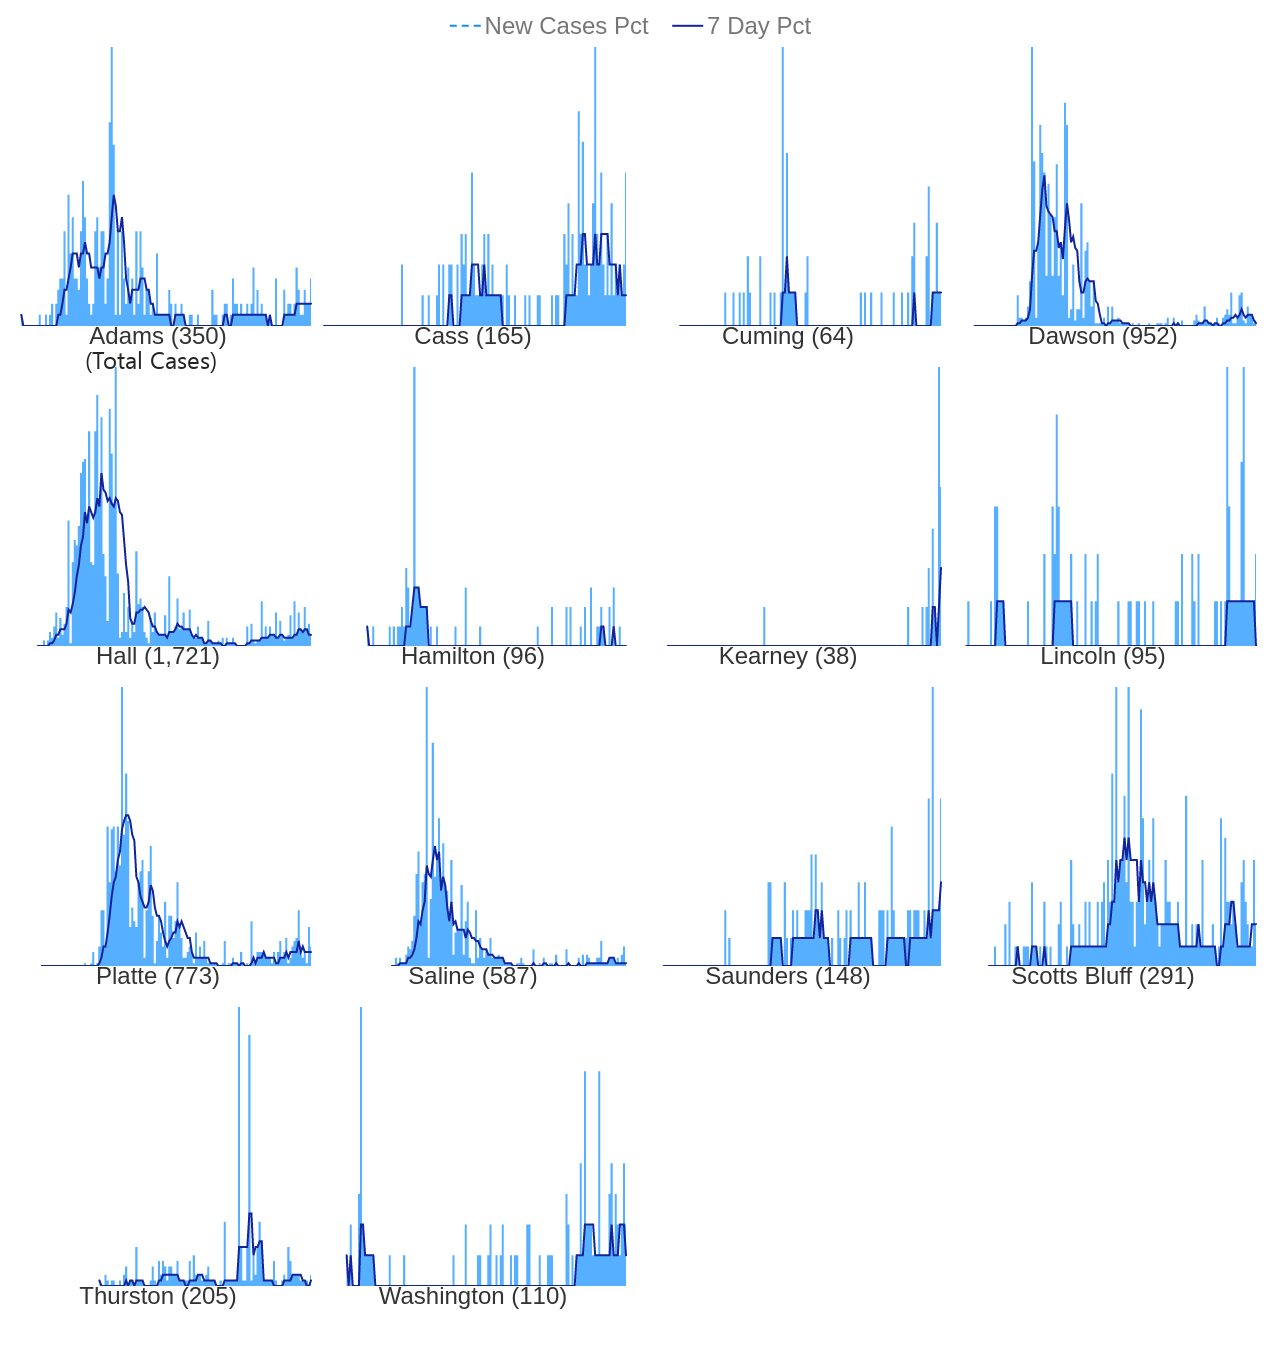 New Cases Pct 7 Day Pct
Adams (350) Cass (165) Cuming (64) Dawson (952)
(Total Cases)
Hall (1,721) Hamilton (96) Kearney (38) Lincoln (95)
Platte (773) Saline (587) Saunders (148) Scotts Bluff (291)
Thurston (205) Washington (110)